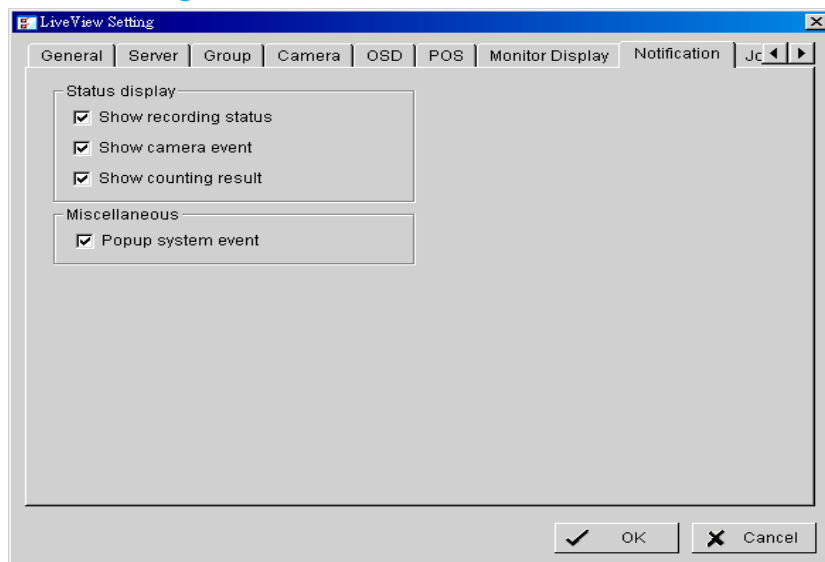 LiveView Setting
General Server Group Camera OSD POS Monitor Display Notification
Status display
Show recording status
Show camera event
Show counting result
Miscellaneous
Popup system event
OK Cancel